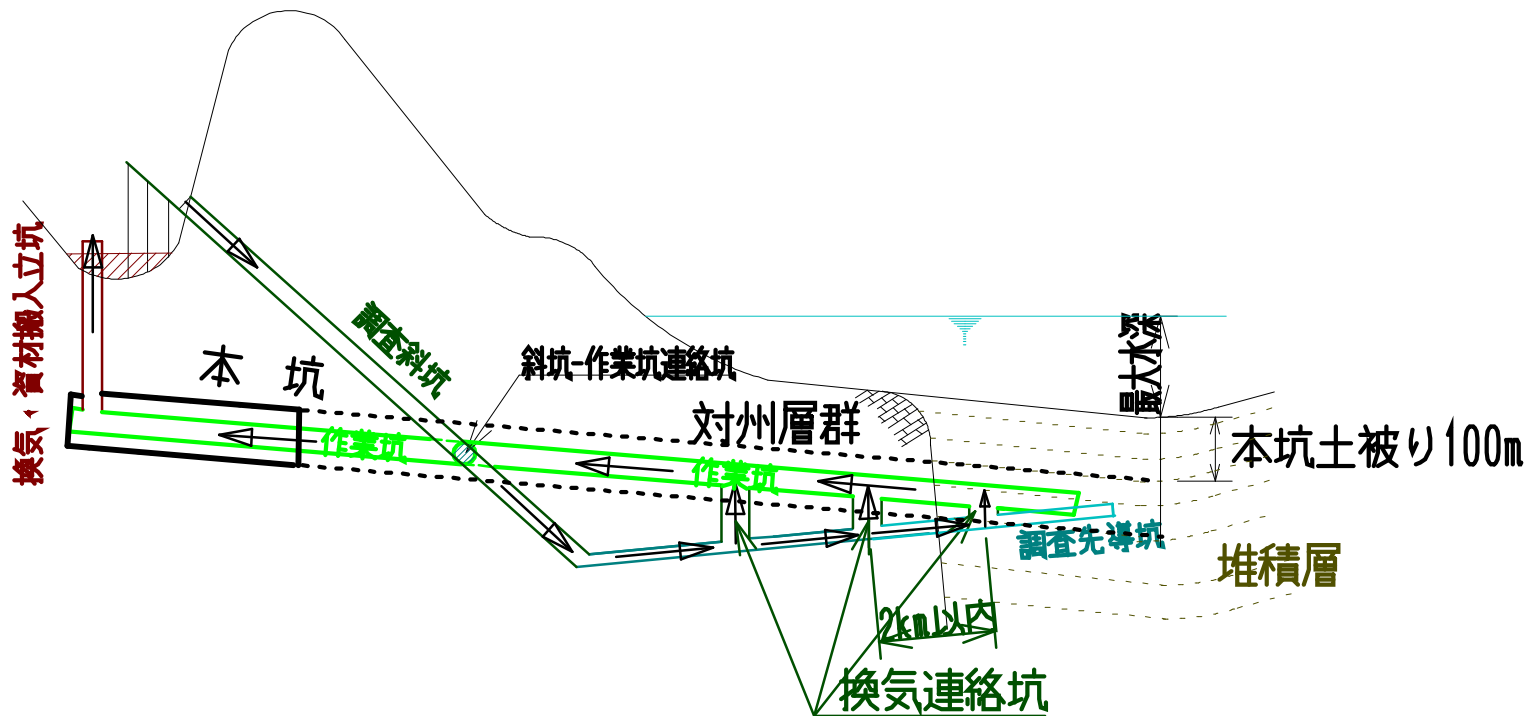 換気・資材搬入立坑
本 坑
調査斜坑
斜坑-作業坑連絡坑
対州層群
最大水深
本坑土被り100m
作業坑
作業坑
調査先導坑
堆積層
2km以内
換気連絡坑